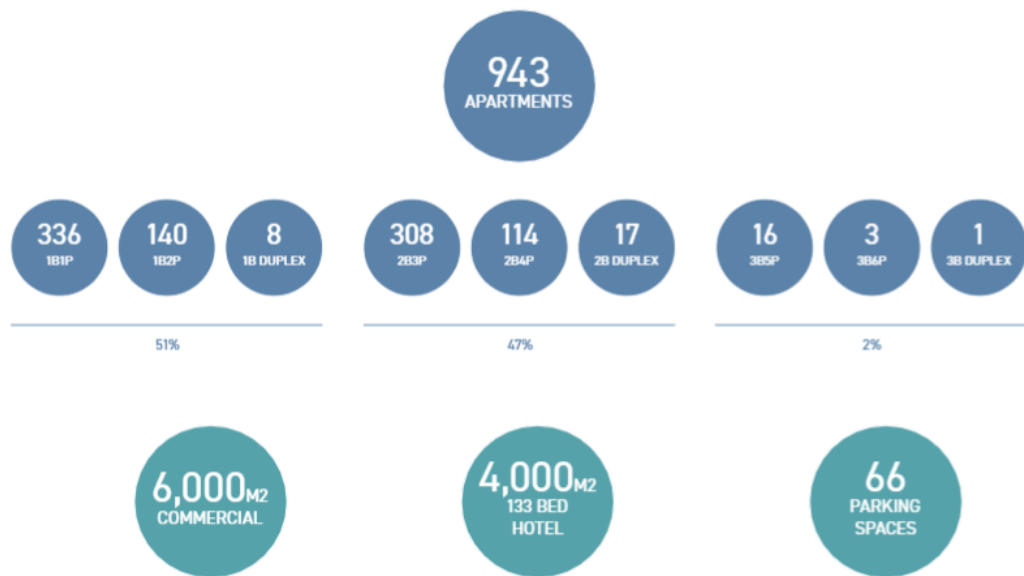 943
APARTMENTS
336
1B1P
140
1B2P
8
1B DUPLEX
308
2B3P
114
2B4P
17
2B DUPLEX
16
3B5P
3
3B6P
1
3B DUPLEX
51%
47%
2%
6,000M2
COMMERCIAL
4,000M2
133 BED
HOTEL
66
PARKING
SPACES